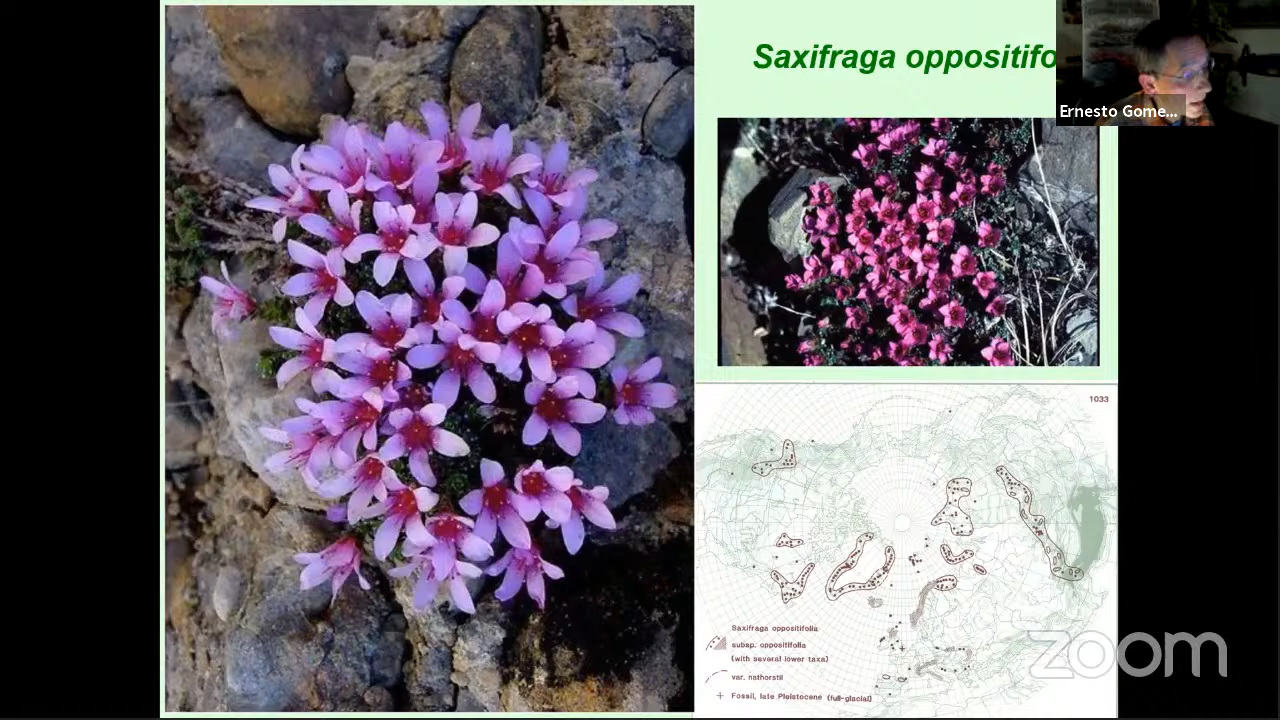 Saxifraga oppositifo
Ernesto Gome...
1033
Saxifraga oppositifolia
subsp. oppositifolia
(with several lower taxa)
var. nathorstii
+ Fossil, late Pleistocene (full-glacial)
zoom